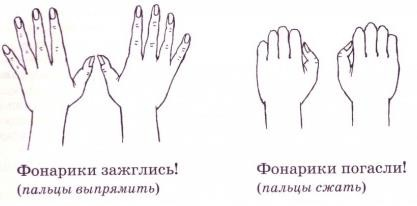 Фонарики зажглись!
(пальцы выпрямить)
Фонарики погасли!
(пальцы сжать)